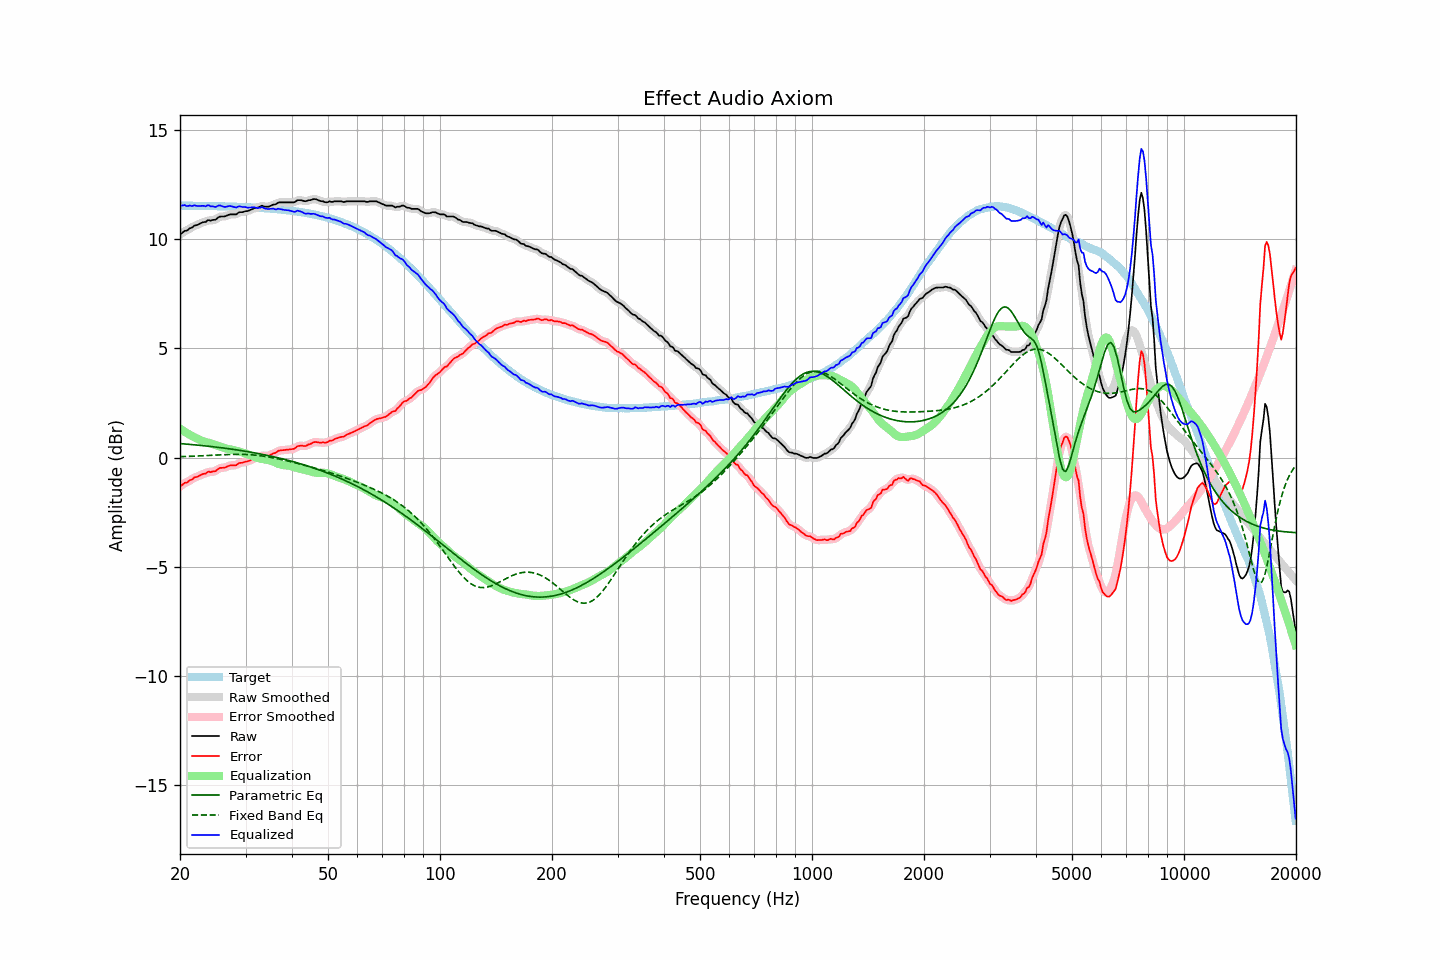 Effect Audio Axiom
15
10
5
0
−5
−10
−15
Amplitude (dBr)
Target
Raw Smoothed
Error Smoothed
Raw
Error
Equalization
Parametric Eq
Fixed Band Eq
Equalized
20 50 100 200 500 1000 2000 5000 10000 20000
Frequency (Hz)